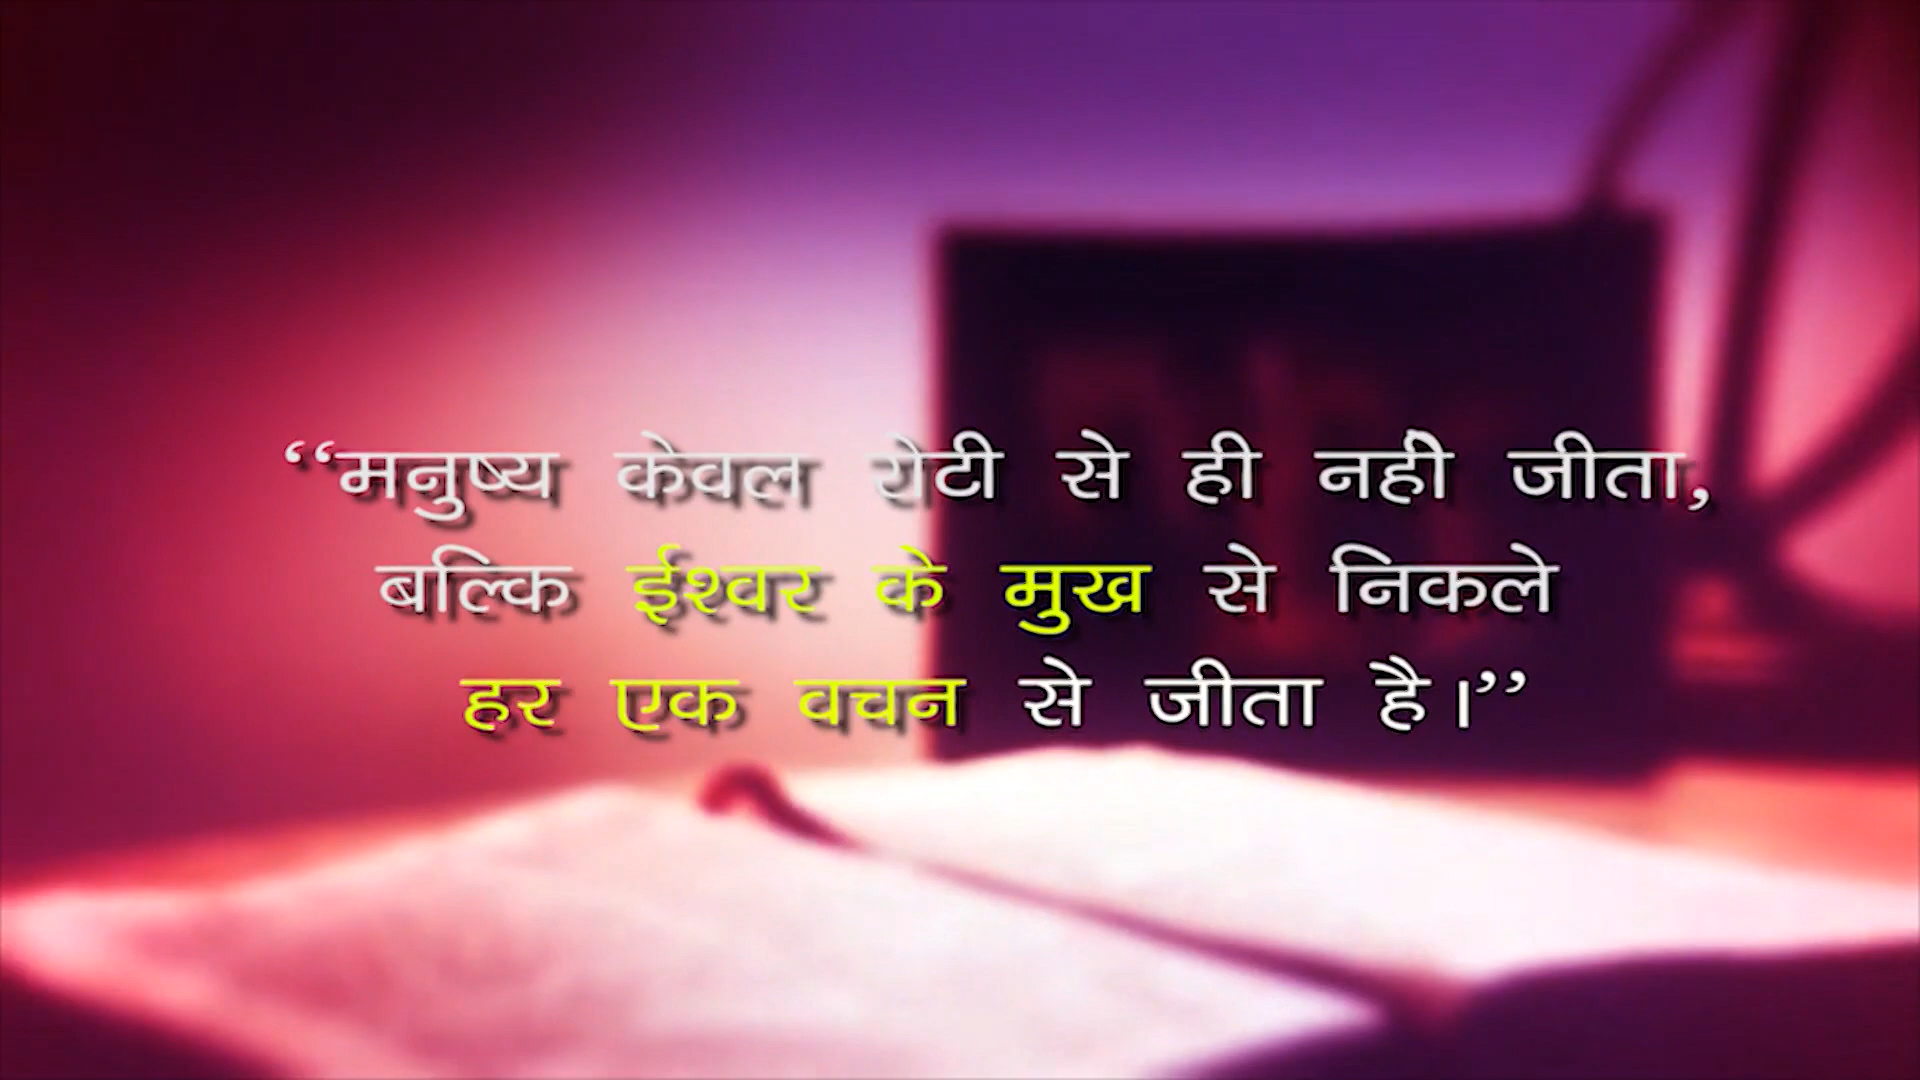 “मनुष्य केवल रोटी से ही नहीं जीता,
बल्कि ईश्वर के मुख से निकले
हर एक वचन से जीता है।”